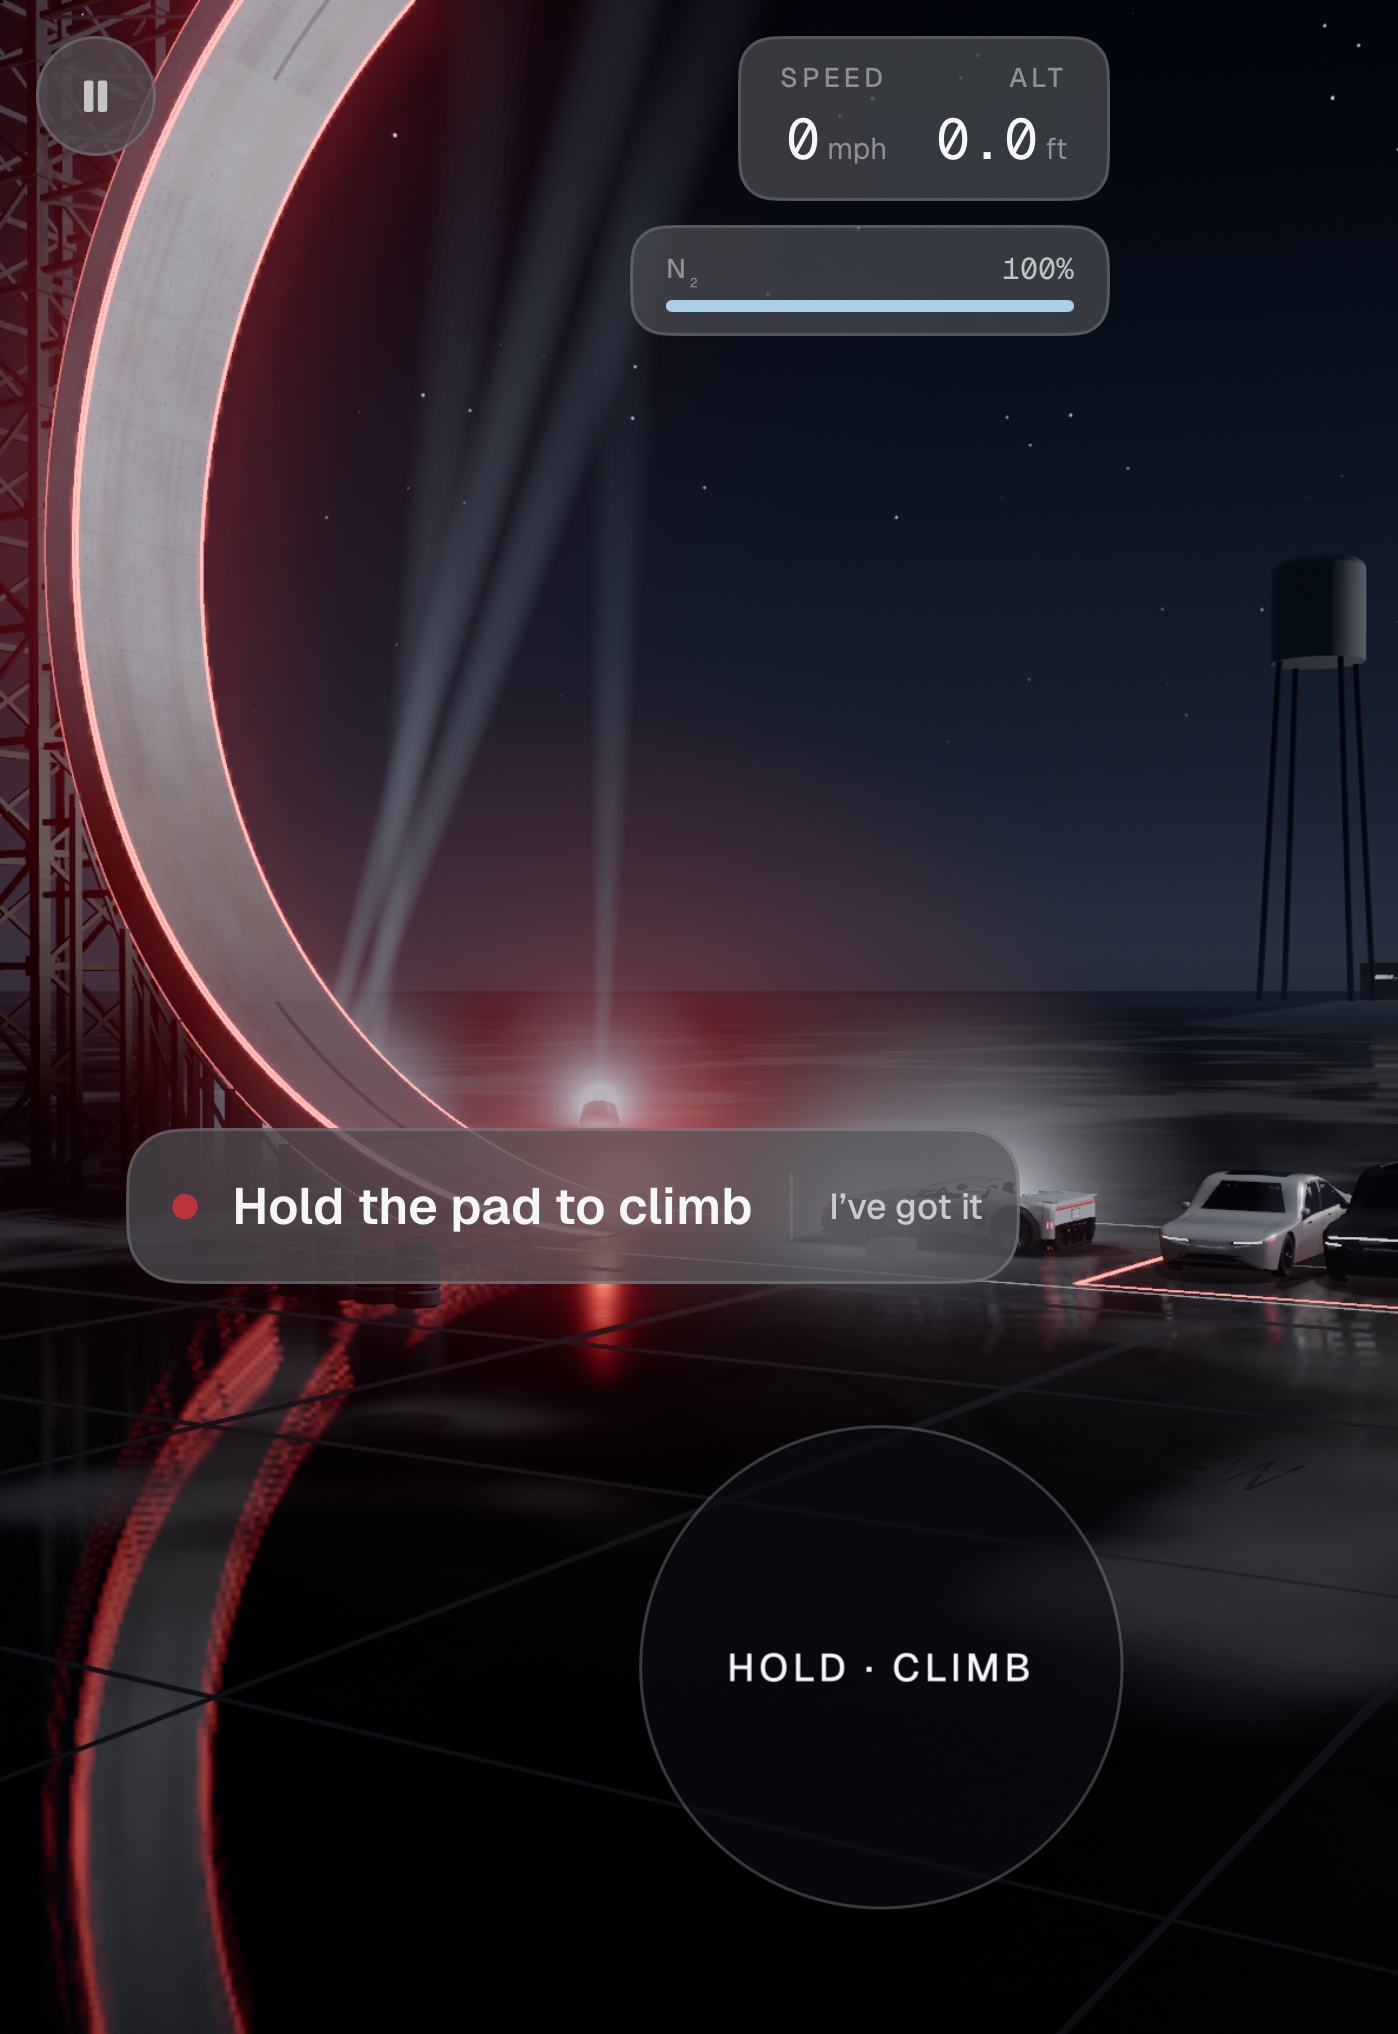 SPEED ALT
0 mph 0.0 ft
N₂ 100%
Hold the pad to climb I’ve got it
HOLD · CLIMB